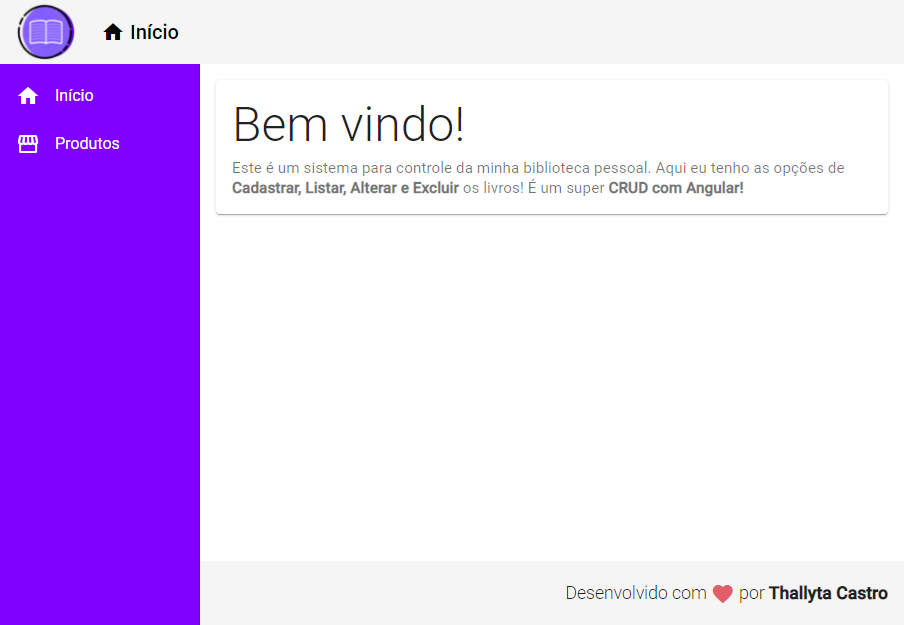 Início
Início
Produtos
Bem vindo!
Este é um sistema para controle da minha biblioteca pessoal. Aqui eu tenho as opções de
Cadastrar, Listar, Alterar e Excluir os livros! É um super CRUD com Angular!
Desenvolvido com ❤ por Thallyta Castro